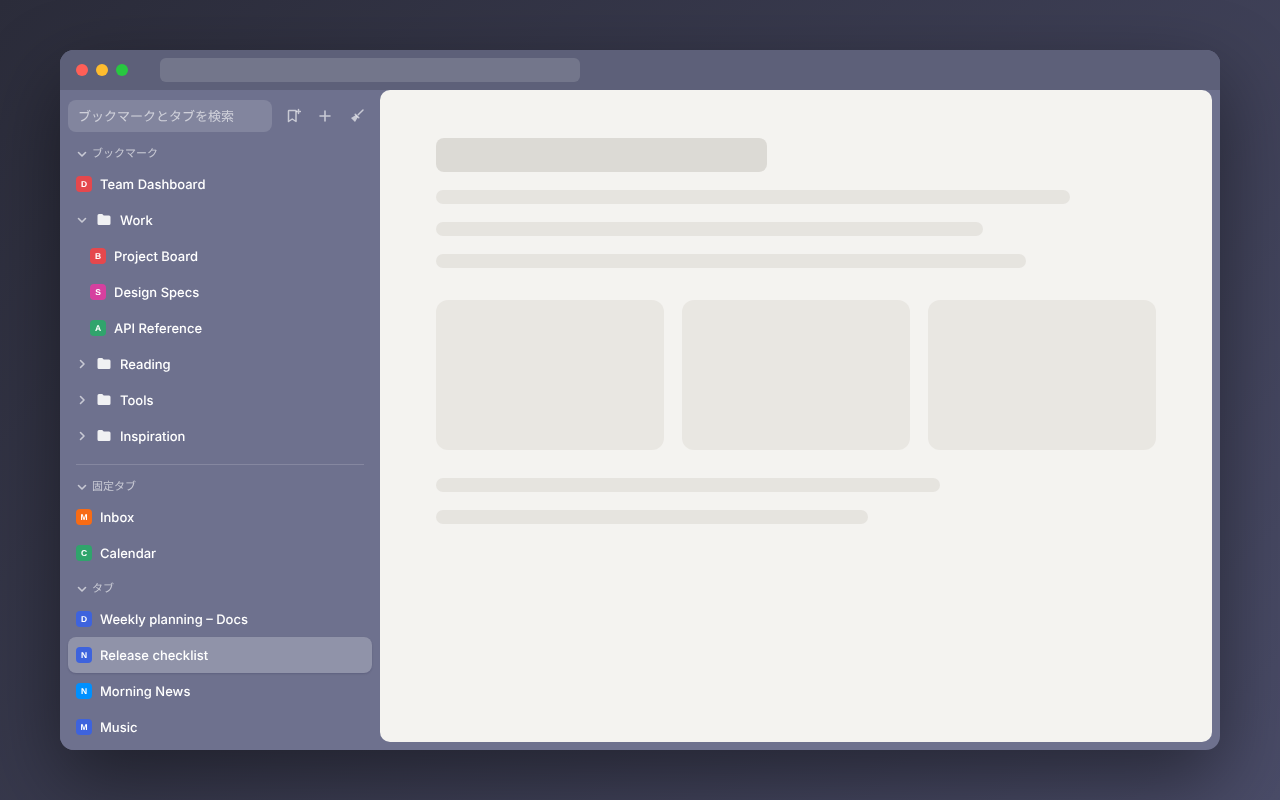 ブックマークとタブを検索
ブックマーク
D Team Dashboard
Work
B Project Board
S Design Specs
A API Reference
Reading
Tools
Inspiration
固定タブ
M Inbox
C Calendar
タブ
D Weekly planning – Docs
N Release checklist
N Morning News
M Music